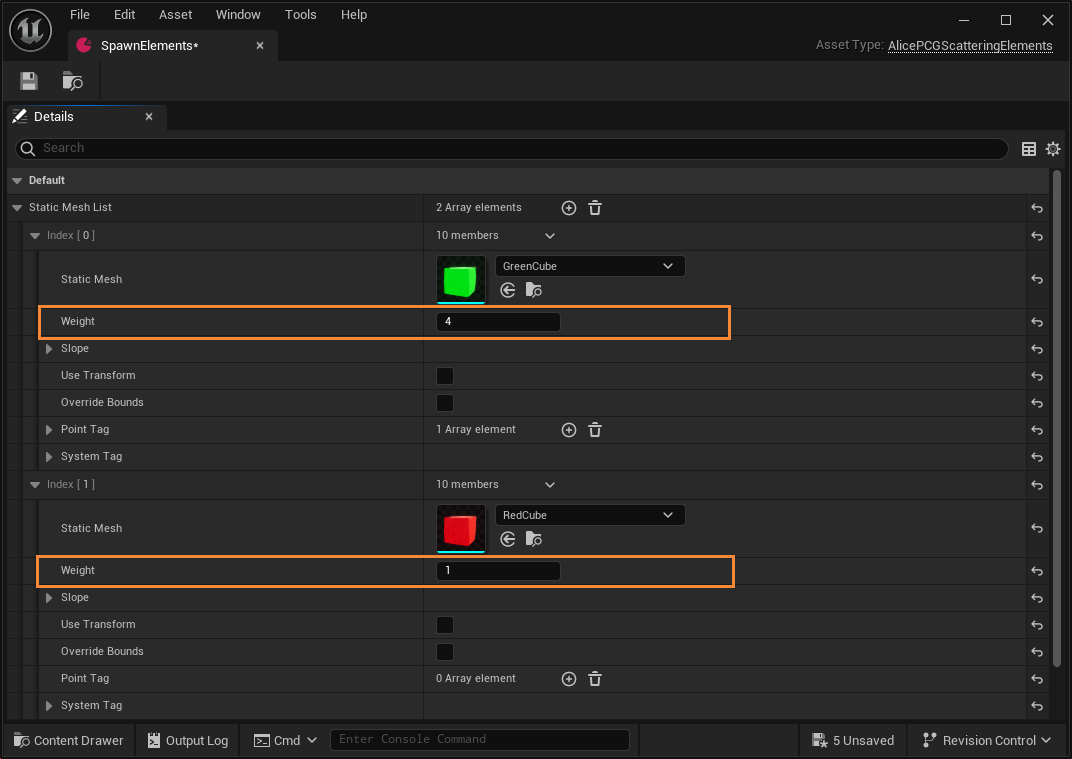 File Edit Asset Window Tools Help
SpawnElements*
Asset Type: AlicePCGScatteringElements
Details
Search
Default
Static Mesh List 2 Array elements
Index [ 0 ] 10 members
Static Mesh GreenCube
Weight 4
Slope
Use Transform
Override Bounds
Point Tag 1 Array element
System Tag
Index [ 1 ] 10 members
Static Mesh RedCube
Weight 1
Slope
Use Transform
Override Bounds
Point Tag 0 Array element
System Tag
Content Drawer Output Log Cmd Enter Console Command 5 Unsaved Revision Control